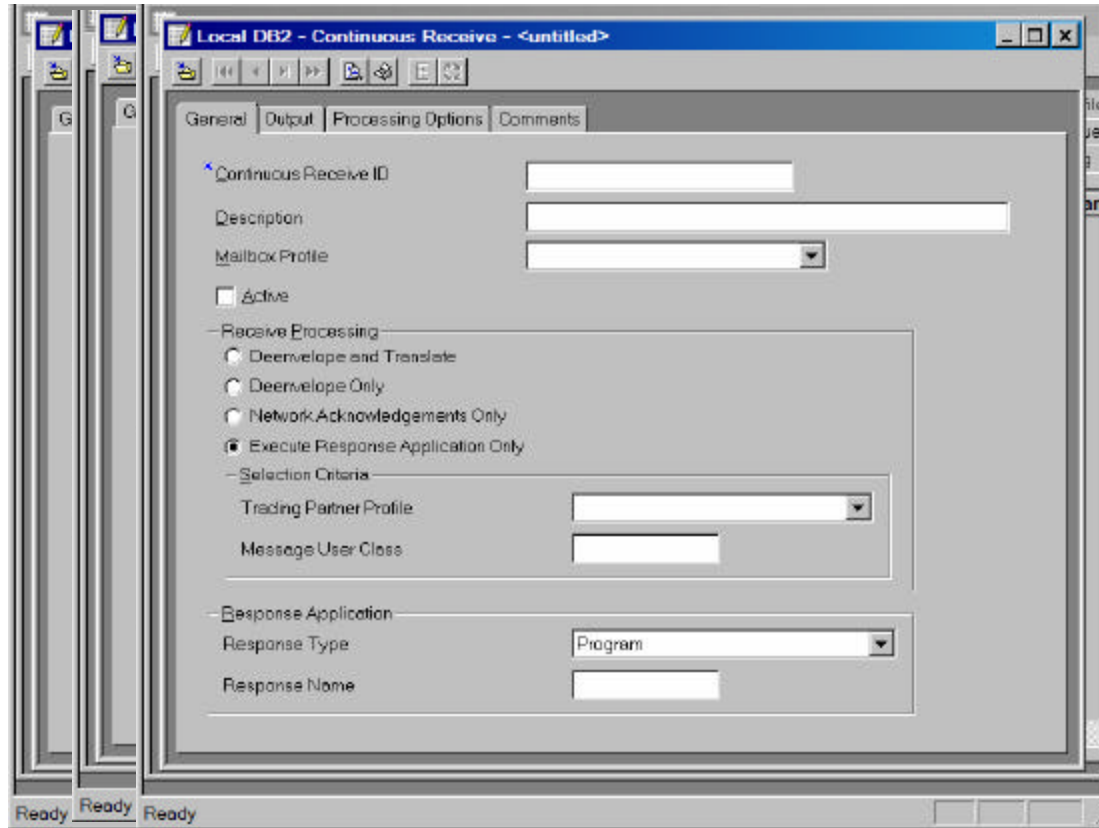 Local DB2 - Continuous Receive - <untitled>
General Output Processing Options Comments
Continuous Receive ID
Description
Mailbox Profile
Active
Receive Processing
Deenvelope and Translate
Deenvelope Only
Network Acknowledgements Only
Execute Response Application Only
Selection Criteria
Trading Partner Profile
Message User Class
Response Application
Response Type Program
Response Name
Ready Ready Ready